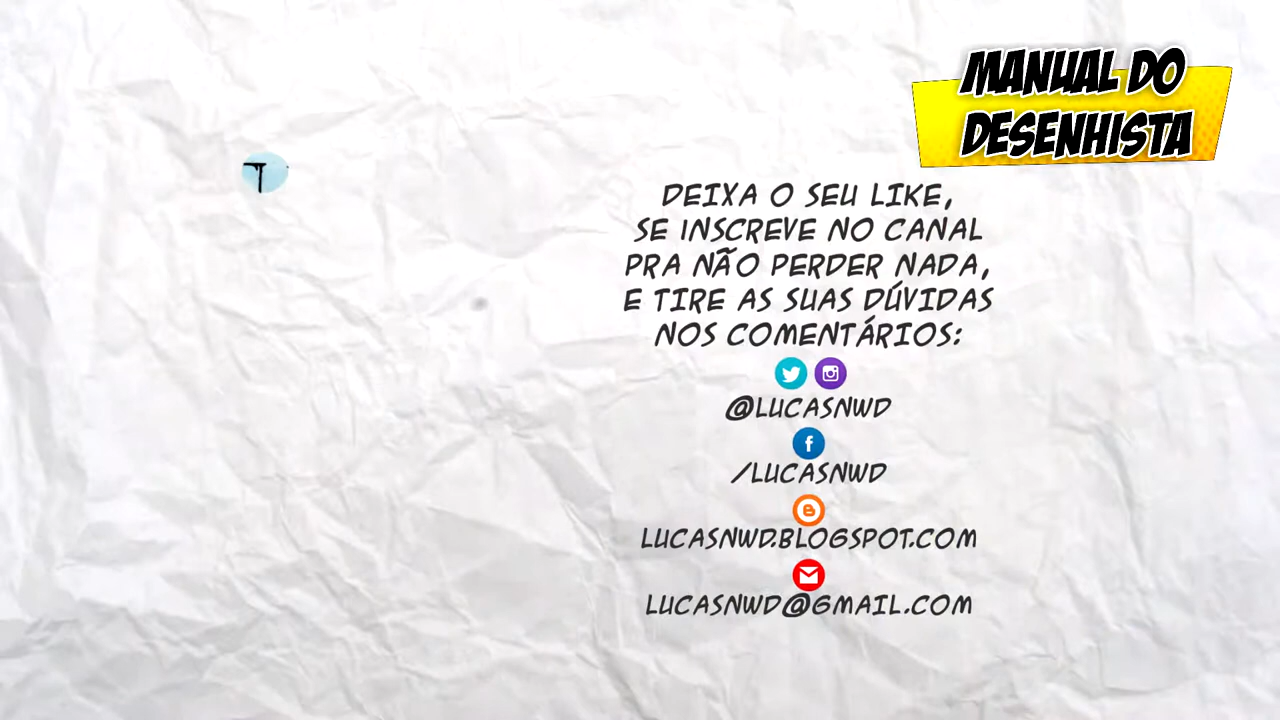 MANUAL DO
DESENHISTA
DEIXA O SEU LIKE,
SE INSCREVE NO CANAL
PRA NÃO PERDER NADA,
E TIRE AS SUAS DÚVIDAS
NOS COMENTÁRIOS:
@LUCASNWD
/LUCASNWD
LUCASNWD.BLOGSPOT.COM
LUCASNWD@GMAIL.COM